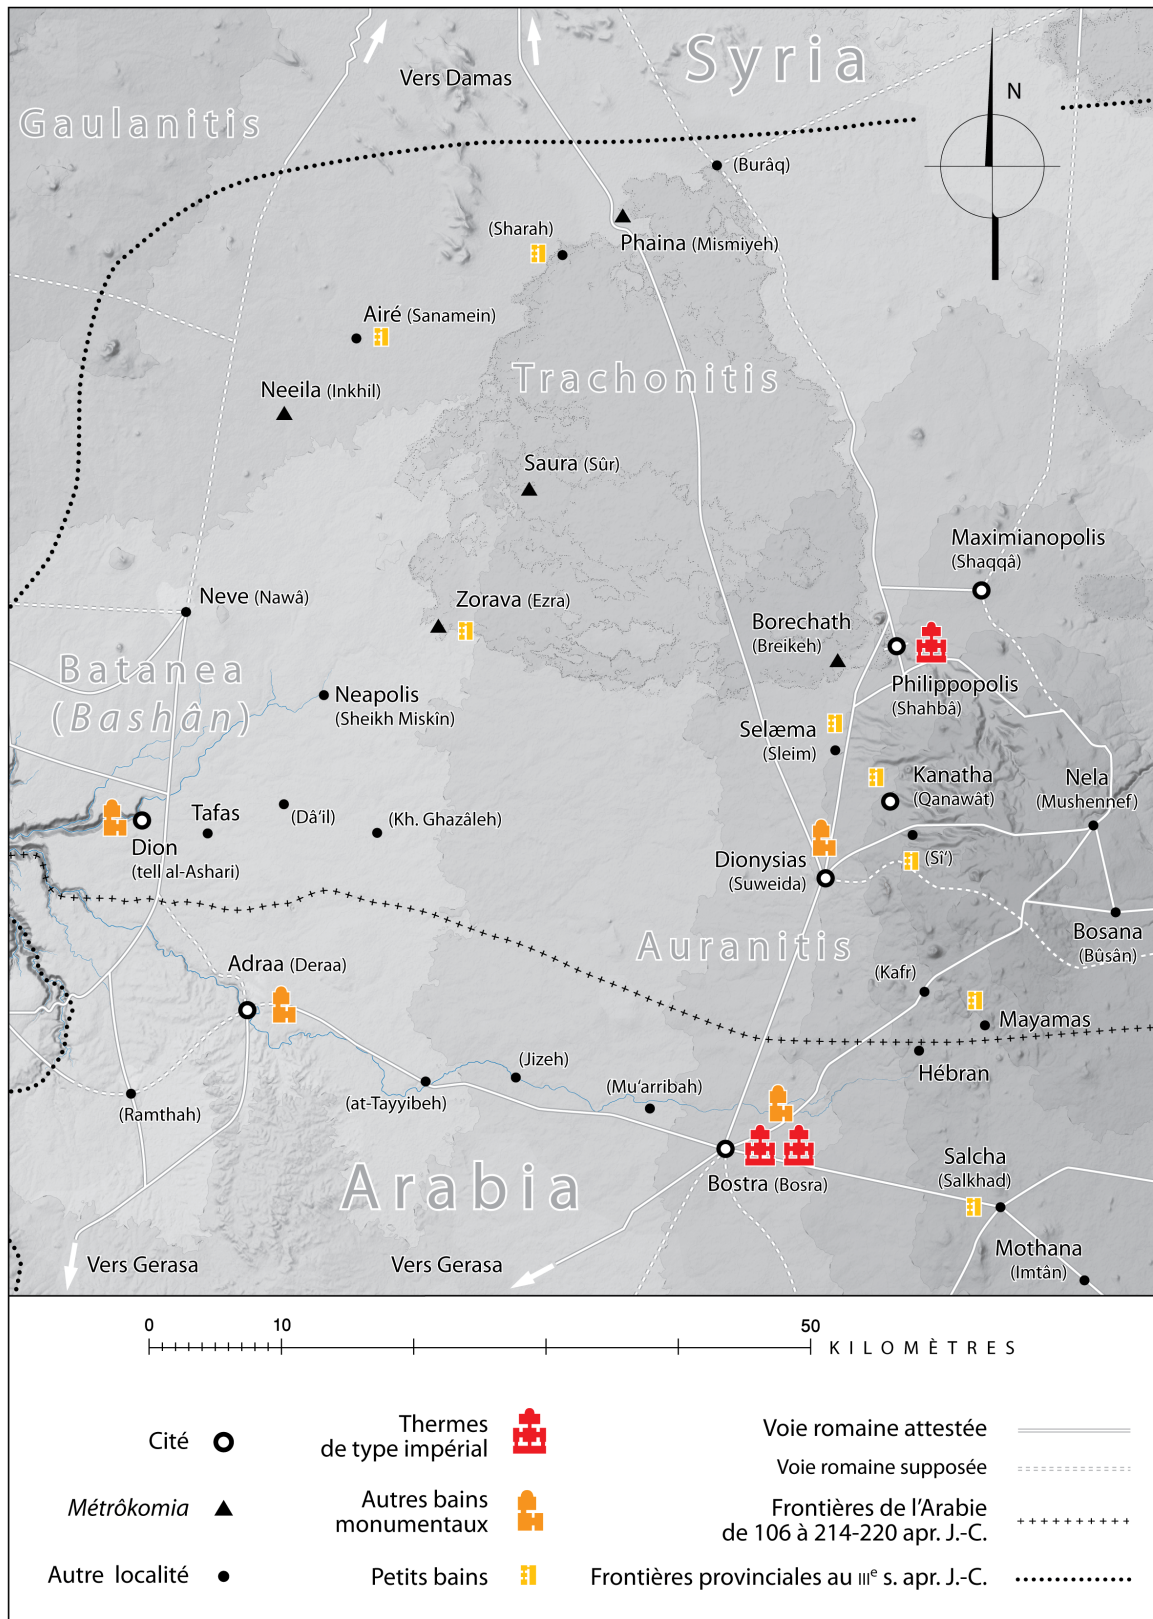 Syria
Vers Damas
N
Gaulanitis
(Burâq)
(Sharah)
Phaina (Mismiyeh)
Airé (Sanamein)
Trachonitis
Neeila (Inkhil)
Saura (Sûr)
Maximianopolis
(Shaqqâ)
Neve (Nawâ)
Zorava (Ezra)
Borechath
(Breikeh)
Batanea
(Bashân)
Neapolis
(Sheikh Miskîn)
Philippopolis
(Shahbâ)
Selæma
(Sleim)
Kanatha
(Qanawât)
Nela
(Mushennef)
Tafas
(Dâ‘il)
(Kh. Ghazâleh)
Dion
(tell al-Ashari)
Dionysias
(Suweida)
(Sî‘)
Auranitis
Bosana
(Bûsân)
Adraa (Deraa)
(Kafr)
Mayamas
Hébran
(Jizeh)
(Mu‘arribah)
(at-Tayyibeh)
(Ramthah)
Arabia
Bostra (Bosra)
Salcha
(Salkhad)
Mothana
(Imtân)
Vers Gerasa
Vers Gerasa
0 10 50
KILOMÈTRES
Cité
Métrôkomia
Autre localité
Thermes
de type impérial
Autres bains
monumentaux
Petits bains
Voie romaine attestée
Voie romaine supposée
Frontières de l’Arabie
de 106 à 214-220 apr. J.-C.
Frontières provinciales au IIIe s. apr. J.-C.